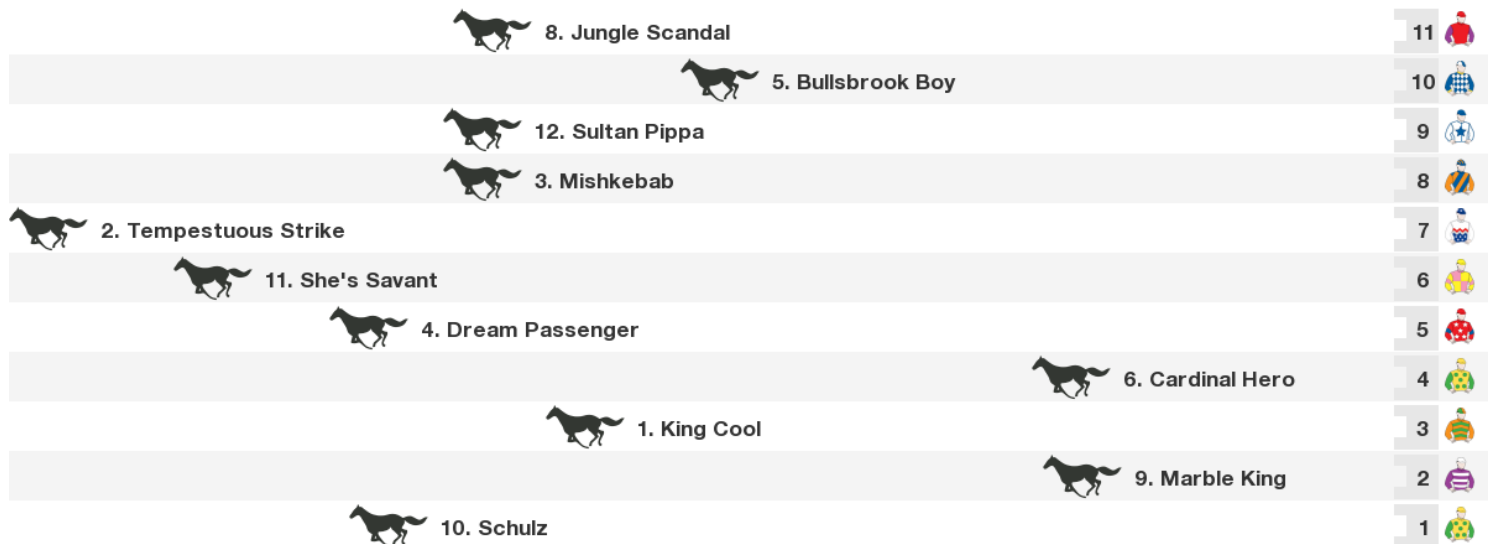 8. Jungle Scandal 11
5. Bullsbrook Boy 10
12. Sultan Pippa 9
3. Mishkebab 8
2. Tempestuous Strike 7
11. She's Savant 6
4. Dream Passenger 5
6. Cardinal Hero 4
1. King Cool 3
9. Marble King 2
10. Schulz 1